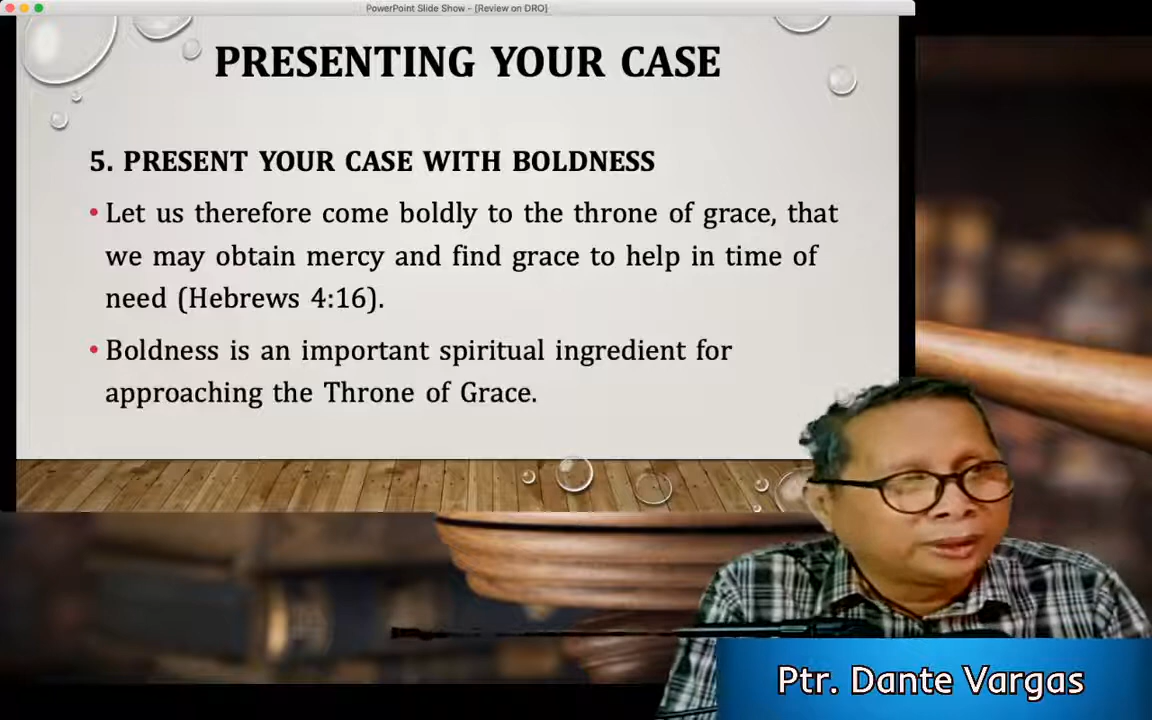 PowerPoint Slide Show - [Review on DRO]
PRESENTING YOUR CASE
5. PRESENT YOUR CASE WITH BOLDNESS
• Let us therefore come boldly to the throne of grace, that
we may obtain mercy and find grace to help in time of
need (Hebrews 4:16).
• Boldness is an important spiritual ingredient for
approaching the Throne of Grace.
Ptr. Dante Vargas